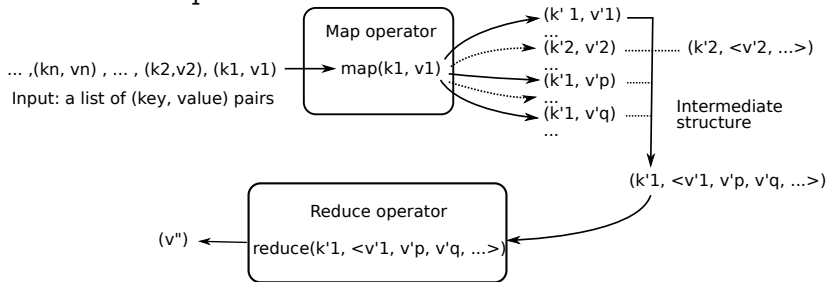 Map operator
map(k1, v1)
... ,(kn, vn) , ... , (k2,v2), (k1, v1)
Input: a list of (key, value) pairs
(k' 1, v'1)
...
(k'2, v'2)
(k'2, <v'2, ...>)
...
(k'1, v'p)
...
(k'1, v'q)
...
Intermediate
structure
(k'1, <v'1, v'p, v'q, ...>)
Reduce operator
reduce(k'1, <v'1, v'p, v'q, ...>)
(v")